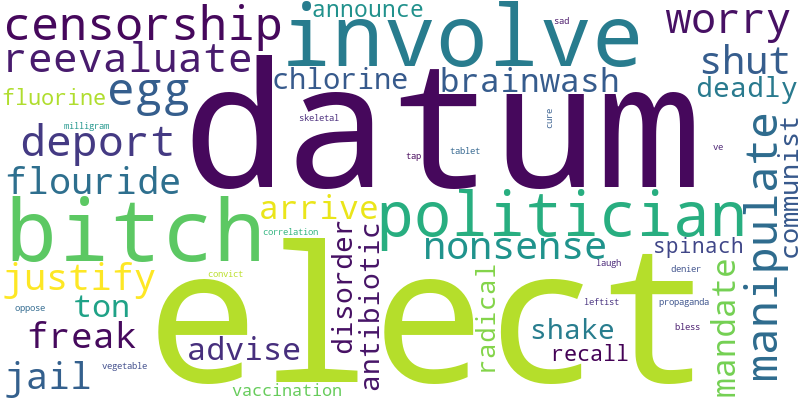 censorship
announce
involve
sad
worry
reevaluate
shut
chlorine
brainwash
deadly
egg
fluorine
datum
milligram
skeletal
cure
deport
tap
tablet
ve
manipulate
communist
flouride
bitch
arrive
politician
correlation
nonsense
spinach
justify
convict
elect
disorder
antibiotic
laugh
denier
mandate
ton
oppose
radical
leftist
propaganda
freak
advise
shake
bless
recall
jail
vegetable
vaccination